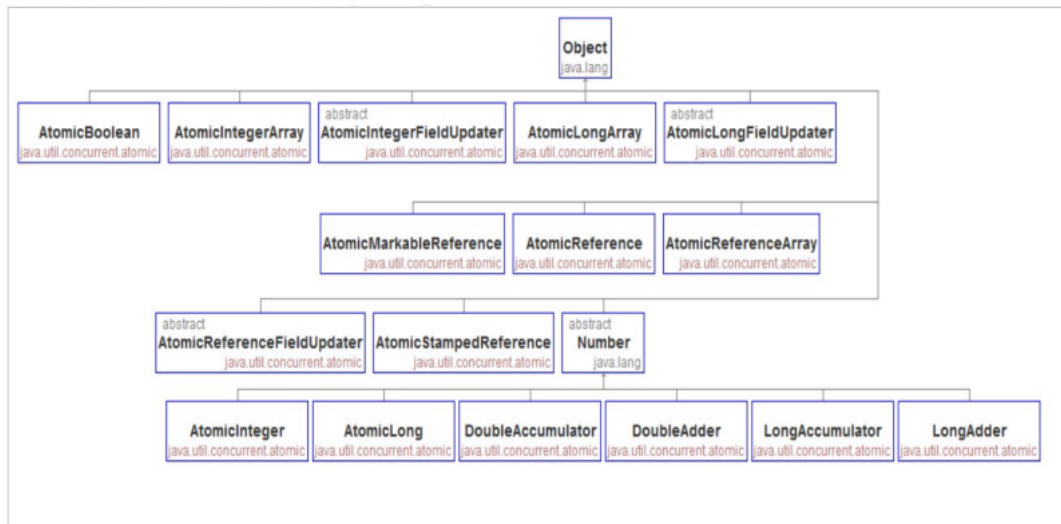 Object
java.lang
AtomicBoolean
java.util.concurrent.atomic
AtomicIntegerArray
java.util.concurrent.atomic
abstract
AtomicIntegerFieldUpdater
java.util.concurrent.atomic
AtomicLongArray
java.util.concurrent.atomic
abstract
AtomicLongFieldUpdater
java.util.concurrent.atomic
AtomicMarkableReference
java.util.concurrent.atomic
AtomicReference
java.util.concurrent.atomic
AtomicReferenceArray
java.util.concurrent.atomic
abstract
AtomicReferenceFieldUpdater
java.util.concurrent.atomic
AtomicStampedReference
java.util.concurrent.atomic
abstract
Number
java.lang
AtomicInteger
java.util.concurrent.atomic
AtomicLong
java.util.concurrent.atomic
DoubleAccumulator
java.util.concurrent.atomic
DoubleAdder
java.util.concurrent.atomic
LongAccumulator
java.util.concurrent.atomic
LongAdder
java.util.concurrent.atomic